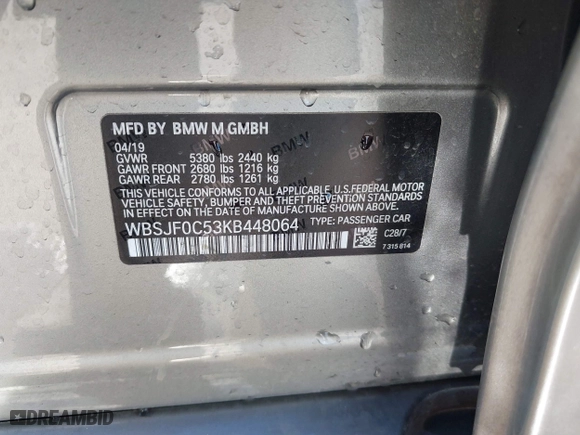 MFD BY BMW M GMBH
04/19
GVWR 5380 lbs 2440 kg
GAWR FRONT 2680 lbs 1216 kg
GAWR REAR 2780 lbs 1261 kg
THIS VEHICLE CONFORMS TO ALL APPLICABLE U.S.FEDERAL MOTOR
VEHICLE SAFETY, BUMPER AND THEFT PREVENTION STANDARDS
IN EFFECT ON THE DATE OF MANUFACTURE SHOWN ABOVE.
WBSJF0C53KB448064 TYPE: PASSENGER CAR
C28/7
7 315 814
DREAMBID